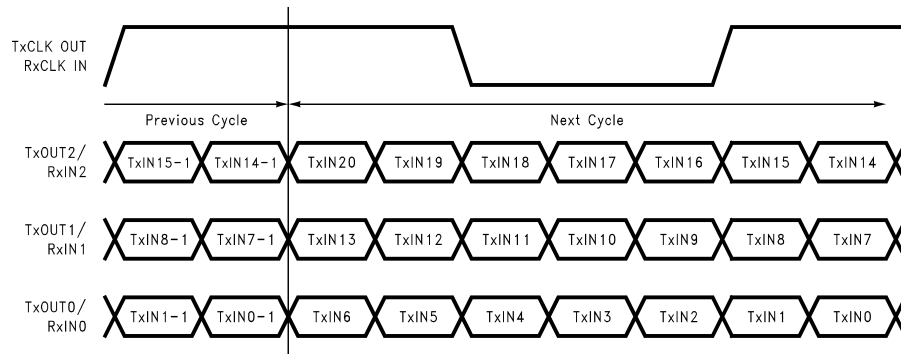 TxCLK OUT
RxCLK IN
Previous Cycle
Next Cycle
TxOUT2/
RxIN2
TxIN15-1 TxIN14-1 TxIN20 TxIN19 TxIN18 TxIN17 TxIN16 TxIN15 TxIN14
TxOUT1/
RxIN1
TxIN8-1 TxIN7-1 TxIN13 TxIN12 TxIN11 TxIN10 TxIN9 TxIN8 TxIN7
TxOUT0/
RxIN0
TxIN1-1 TxIN0-1 TxIN6 TxIN5 TxIN4 TxIN3 TxIN2 TxIN1 TxIN0